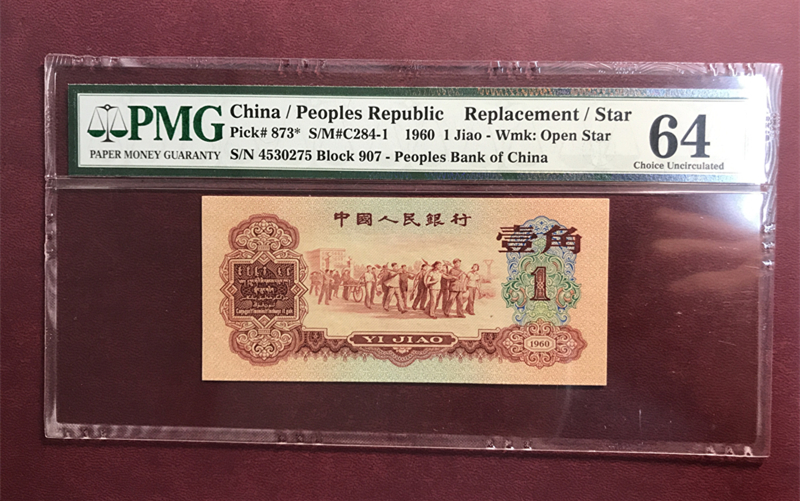 PMG
PAPER MONEY GUARANTY
China / Peoples Republic Replacement / Star
Pick# 873* S/M#C284-1 1960 1 Jiao - Wmk: Open Star
S/N 4530275 Block 907 - Peoples Bank of China
64
Choice Uncirculated
中國人民銀行
壹角
1
YI JIAO
1960